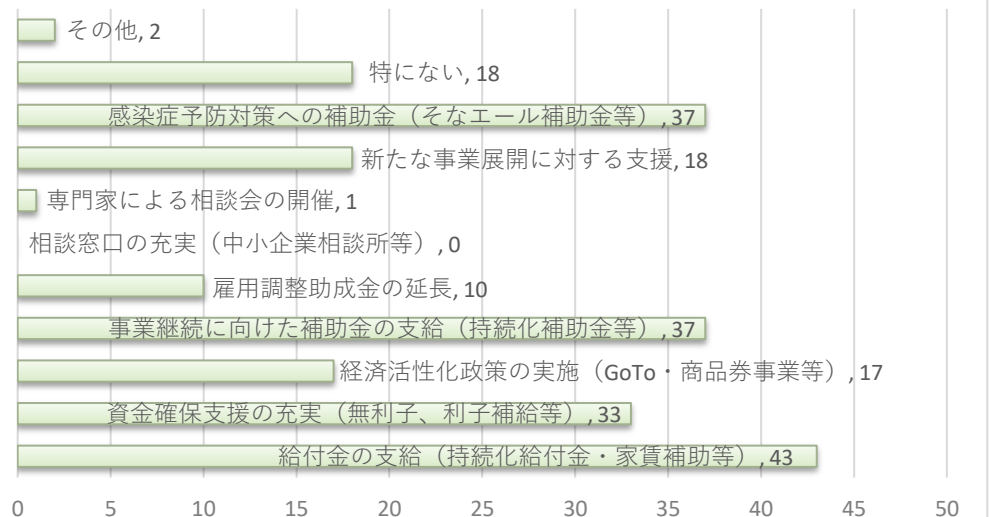 その他, 2
特にない, 18
感染症予防対策への補助金（そなエール補助金等）, 37
新たな事業展開に対する支援, 18
専門家による相談会の開催, 1
相談窓口の充実（中小企業相談所等）, 0
雇用調整助成金の延長, 10
事業継続に向けた補助金の支給（持続化補助金等）, 37
経済活性化政策の実施（GoTo・商品券事業等）, 17
資金確保支援の充実（無利子、利子補給等）, 33
給付金の支給（持続化給付金・家賃補助等）, 43
0 5 10 15 20 25 30 35 40 45 50